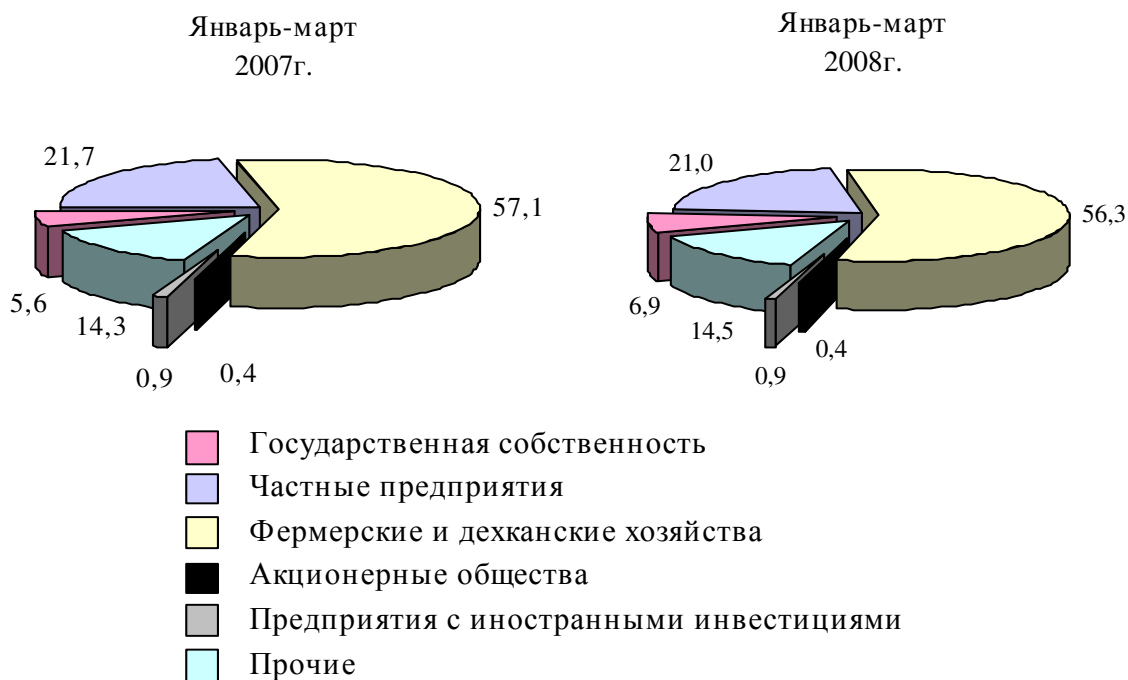 Январь-март
2007г.
21,7
57,1
5,6
14,3
0,9
0,4
Январь-март
2008г.
21,0
56,3
6,9
14,5
0,4
0,9
Государственная собственность
Частные предприятия
Фермерские и дехканские хозяйства
Акционерные общества
Предприятия с иностранными инвестициями
Прочие